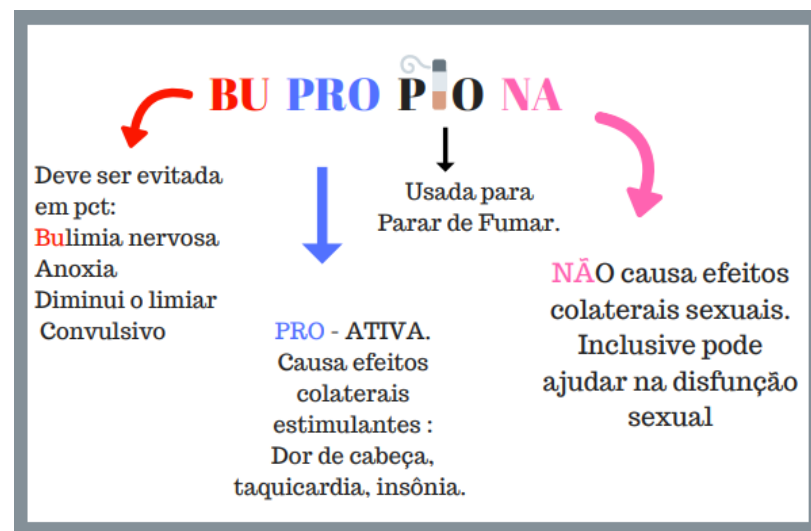 BU PRO PIO NA
Deve ser evitada
em pct:
Bulimia nervosa
Anoxia
Diminui o limiar
Convulsivo
PRO - ATIVA.
Causa efeitos
colaterais
estimulantes :
Dor de cabeça,
taquicardia, insônia.
Usada para
Parar de Fumar.
NÃO causa efeitos
colaterais sexuais.
Inclusive pode
ajudar na disfunção
sexual